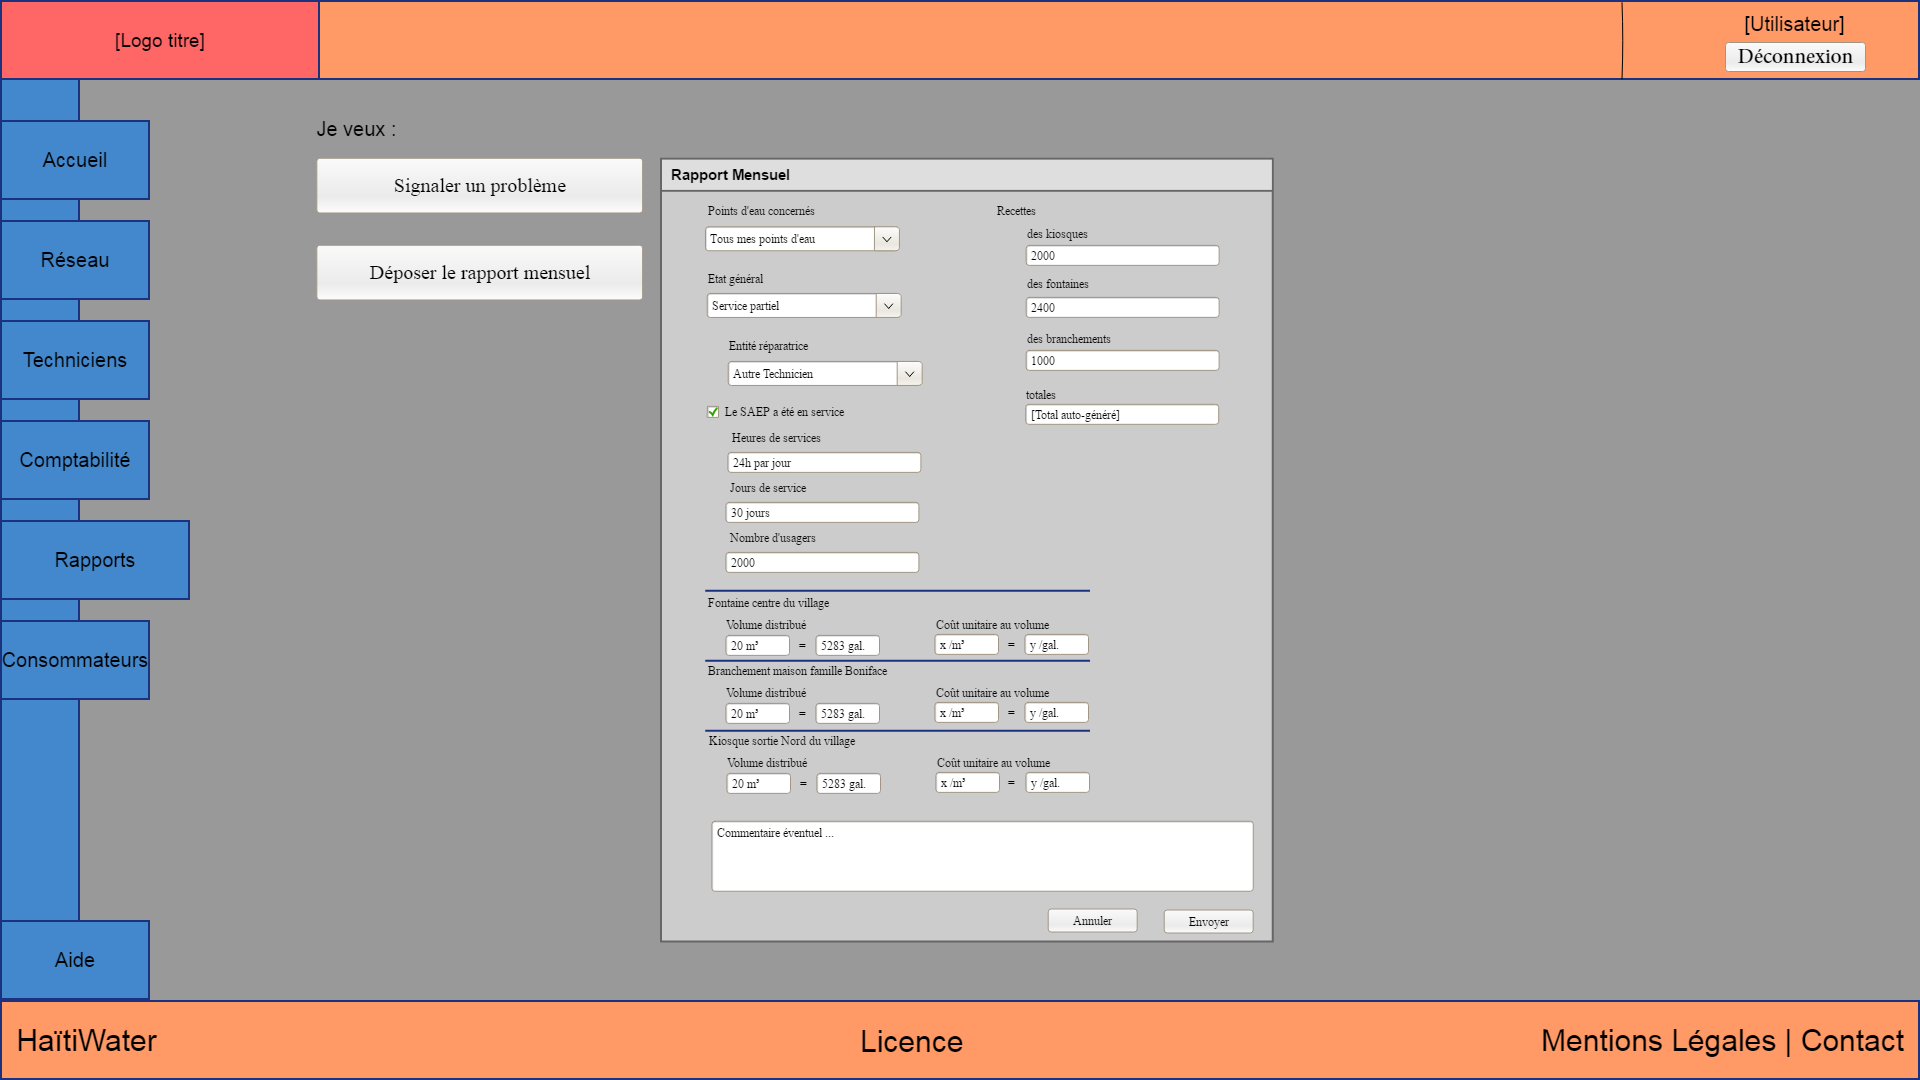 [Logo titre]
[Utilisateur]
Déconnexion
Accueil
Réseau
Techniciens
Comptabilité
Rapports
Consommateurs
Aide
Je veux :
Signaler un problème
Déposer le rapport mensuel
Rapport Mensuel
Points d'eau concernés
Tous mes points d'eau
Etat général
Service partiel
Entité réparatrice
Autre Technicien
Le SAEP a été en service
Heures de services
24h par jour
Jours de service
30 jours
Nombre d'usagers
2000
Recettes
des kiosques
2000
des fontaines
2400
des branchements
1000
totales
[Total auto-généré]
Fontaine centre du village
Volume distribué Coût unitaire au volume
20 m³ = 5283 gal. x /m³ = y /gal.
Branchement maison famille Boniface
Volume distribué Coût unitaire au volume
20 m³ = 5283 gal. x /m³ = y /gal.
Kiosque sortie Nord du village
Volume distribué Coût unitaire au volume
20 m³ = 5283 gal. x /m³ = y /gal.
Commentaire éventuel ...
Annuler Envoyer
HaïtiWater Licence Mentions Légales | Contact